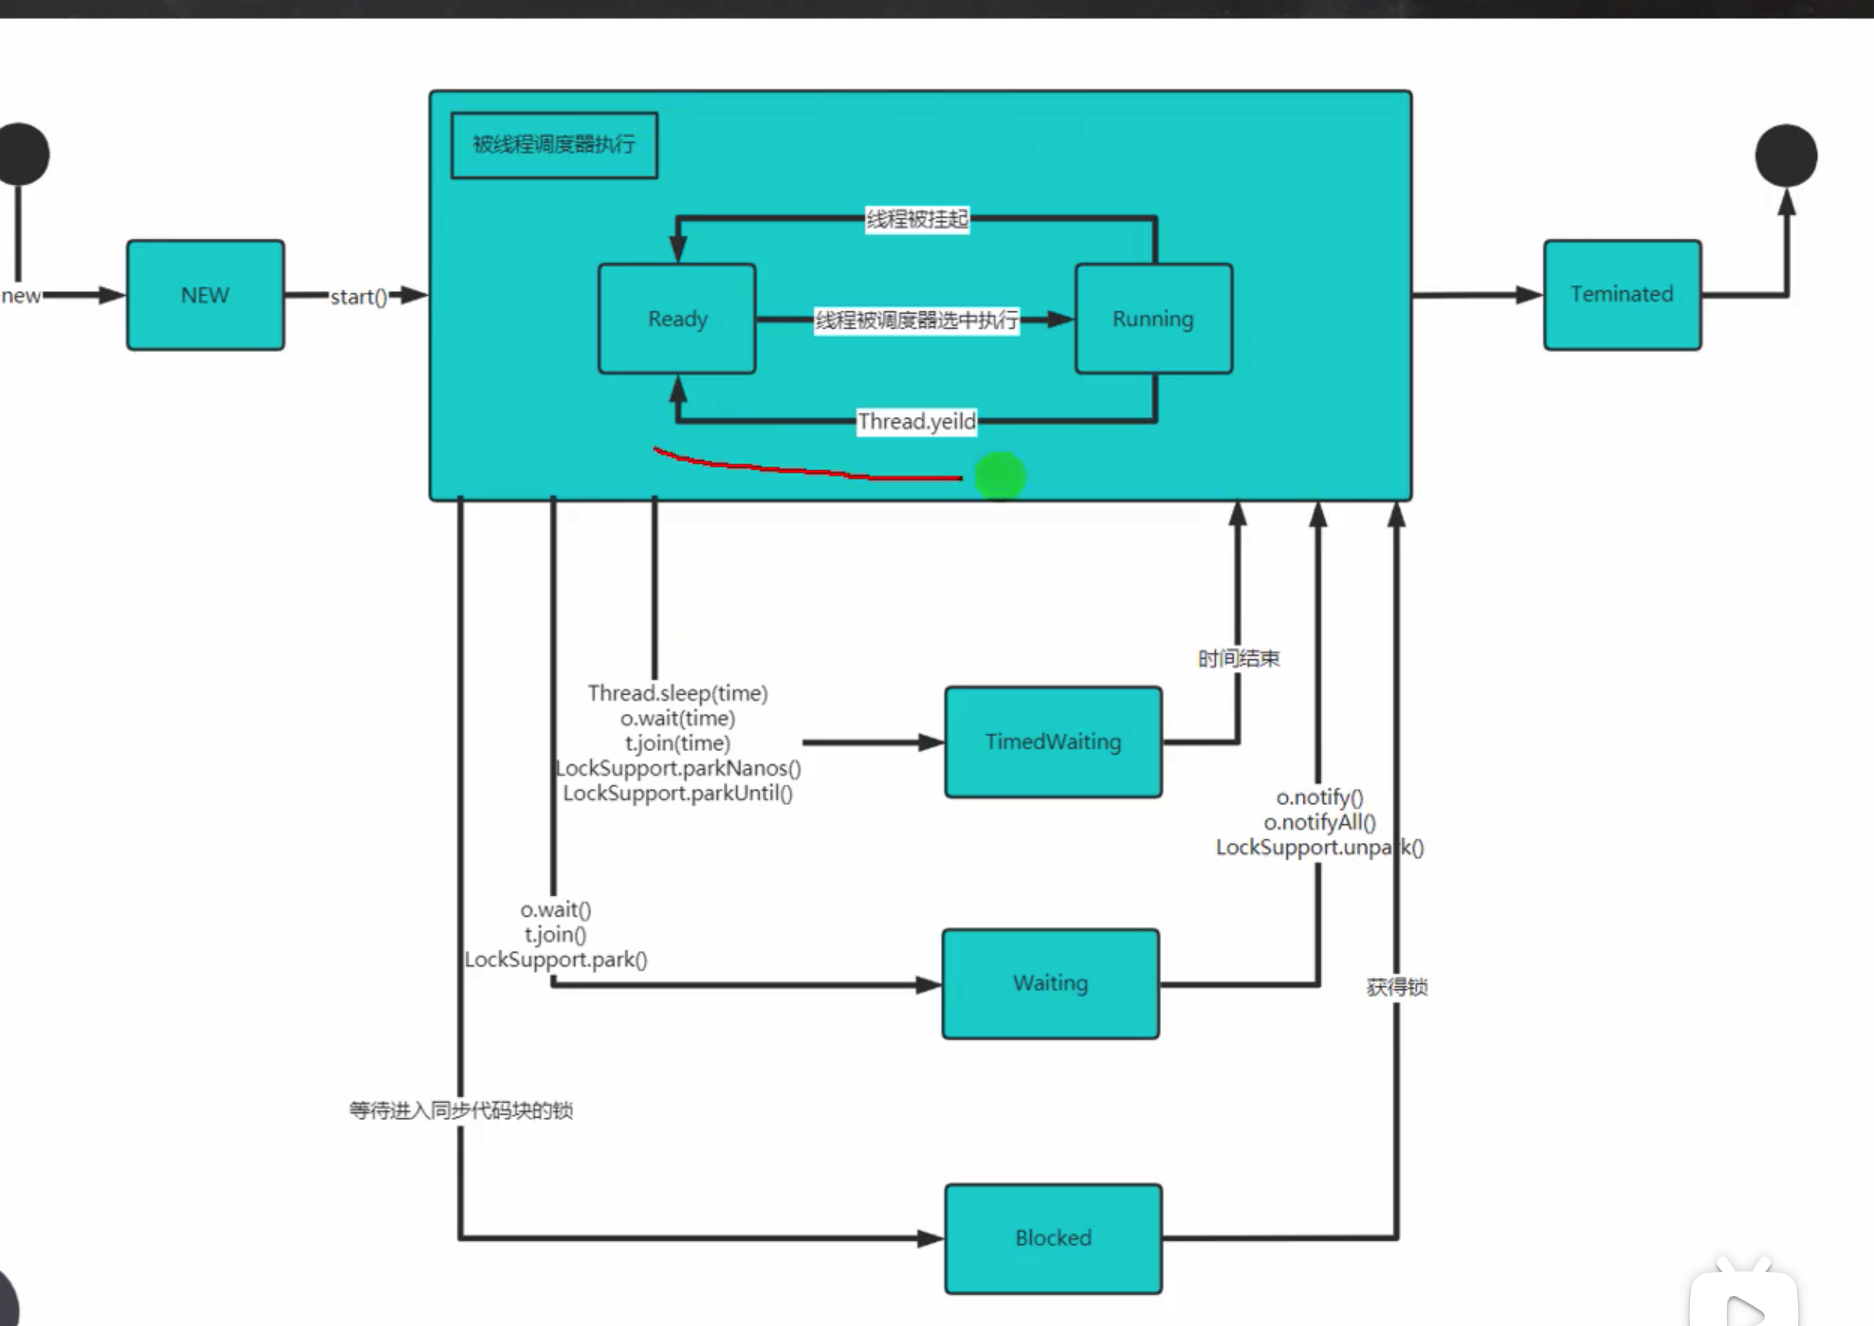 被线程调度器执行
线程被挂起
new
NEW
start()
Ready
线程被调度器选中执行
Running
Teminated
Thread.yeild
时间结束
Thread.sleep(time)
o.wait(time)
t.join(time)
LockSupport.parkNanos()
LockSupport.parkUntil()
TimedWaiting
o.notify()
o.notifyAll()
LockSupport.unpark()
o.wait()
t.join()
LockSupport.park()
Waiting
获得锁
等待进入同步代码块的锁
Blocked